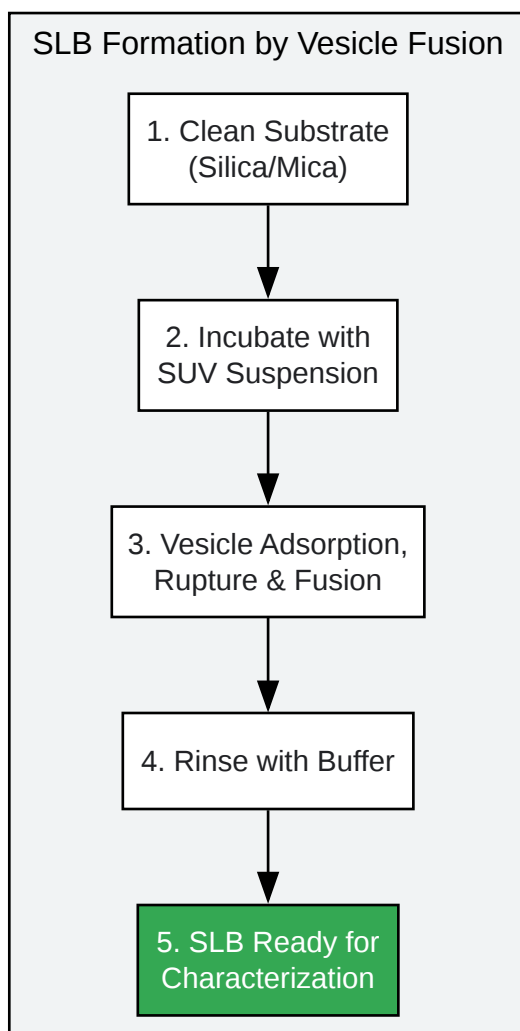 SLB Formation by Vesicle Fusion
1. Clean Substrate
(Silica/Mica)
2. Incubate with
SUV Suspension
3. Vesicle Adsorption,
Rupture & Fusion
4. Rinse with Buffer
5. SLB Ready for
Characterization